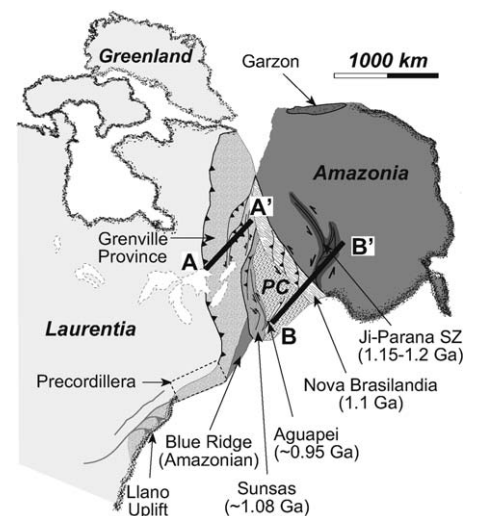 Greenland
Garzon
1000 km
Amazonia
Grenville
Province
A'
A
B'
PC
B
Laurentia
Ji-Parana SZ
(1.15-1.2 Ga)
Precordillera
Nova Brasilandia
(1.1 Ga)
Blue Ridge
(Amazonian)
Aguapei
(~0.95 Ga)
Llano
Uplift
Sunsas
(~1.08 Ga)